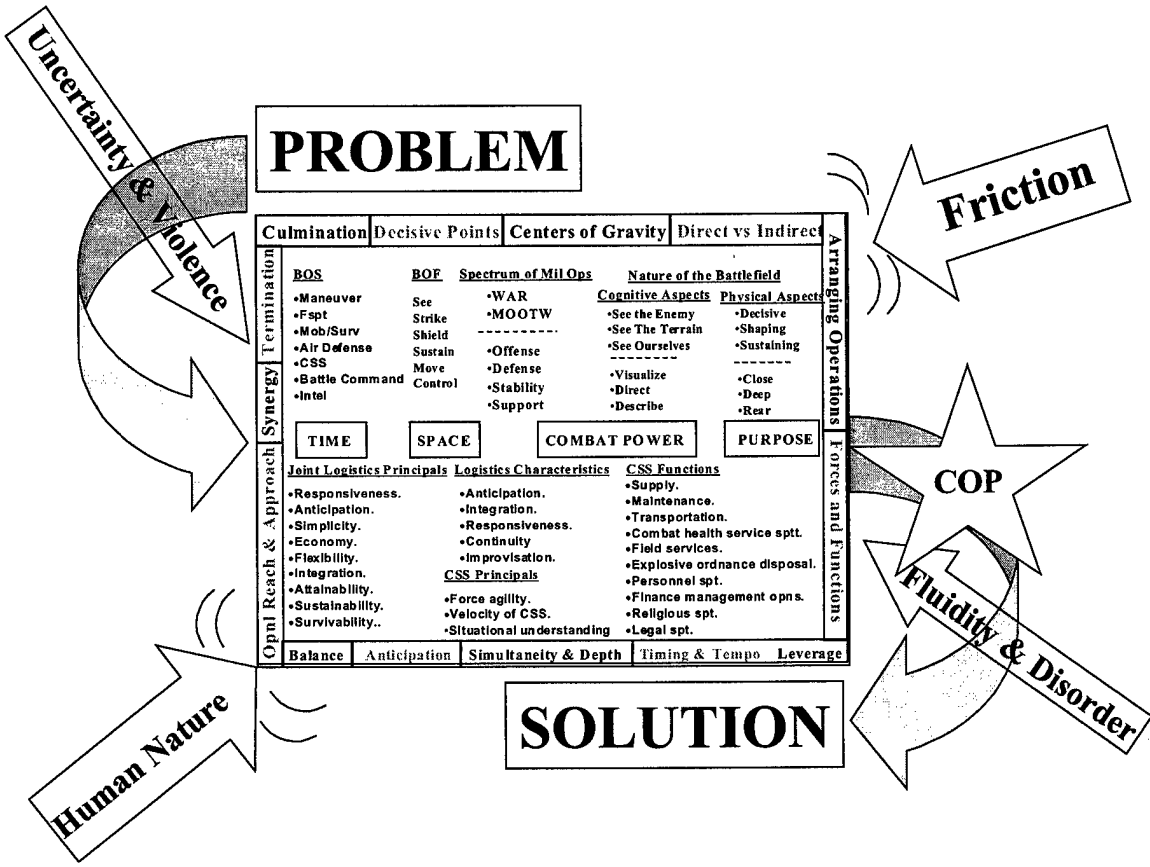 Uncertainty & Violence
PROBLEM
Friction
Culmination
Decisive Points
Centers of Gravity
Direct vs Indirect
Termination
Synergy
Opnl Reach & Approach
Arranging Operations
Forces and Functions
BOS
•Maneuver
•Fspt
•Mob/Surv
•Air Defense
•CSS
•Battle Command
•Intel
BOF
See
Strike
Shield
Sustain
Move
Control
Spectrum of Mil Ops
•WAR
•MOOTW
----------
•Offense
•Defense
•Stability
•Support
Nature of the Battlefield
Cognitive Aspects
•See the Enemy
•See The Terrain
•See Ourselves
--------
•Visualize
•Direct
•Describe
Physical Aspects
•Decisive
•Shaping
•Sustaining
-------
•Close
•Deep
•Rear
TIME
SPACE
COMBAT POWER
PURPOSE
Joint Logistics Principals
•Responsiveness.
•Anticipation.
•Simplicity.
•Economy.
•Flexibility.
•Integration.
•Attainability.
•Sustainability.
•Survivability..
Logistics Characteristics
•Anticipation.
•Integration.
•Responsiveness.
•Continuity
•Improvisation.
CSS Principals
•Force agility.
•Velocity of CSS.
•Situational understanding
CSS Functions
•Supply.
•Maintenance.
•Transportation.
•Combat health service sptt.
•Field services.
•Explosive ordnance disposal.
•Personnel spt.
•Finance management opns.
•Religious spt.
•Legal spt.
Balance
Anticipation
Simultaneity & Depth
Timing & Tempo
Leverage
COP
Fluidity & Disorder
Human Nature
SOLUTION